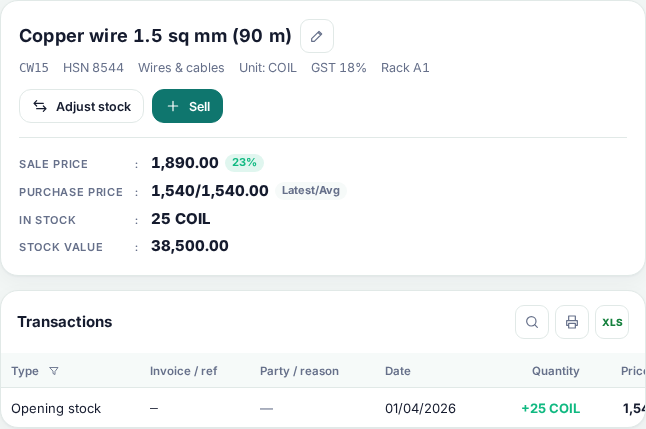 Copper wire 1.5 sq mm (90 m)
CW15 HSN 8544 Wires & cables Unit: COIL GST 18% Rack A1
Adjust stock Sell
SALE PRICE : 1,890.00 23%
PURCHASE PRICE : 1,540/1,540.00 Latest/Avg
IN STOCK : 25 COIL
STOCK VALUE : 38,500.00
Transactions XLS
Type Invoice / ref Party / reason Date Quantity Price
Opening stock – — 01/04/2026 +25 COIL 1,54